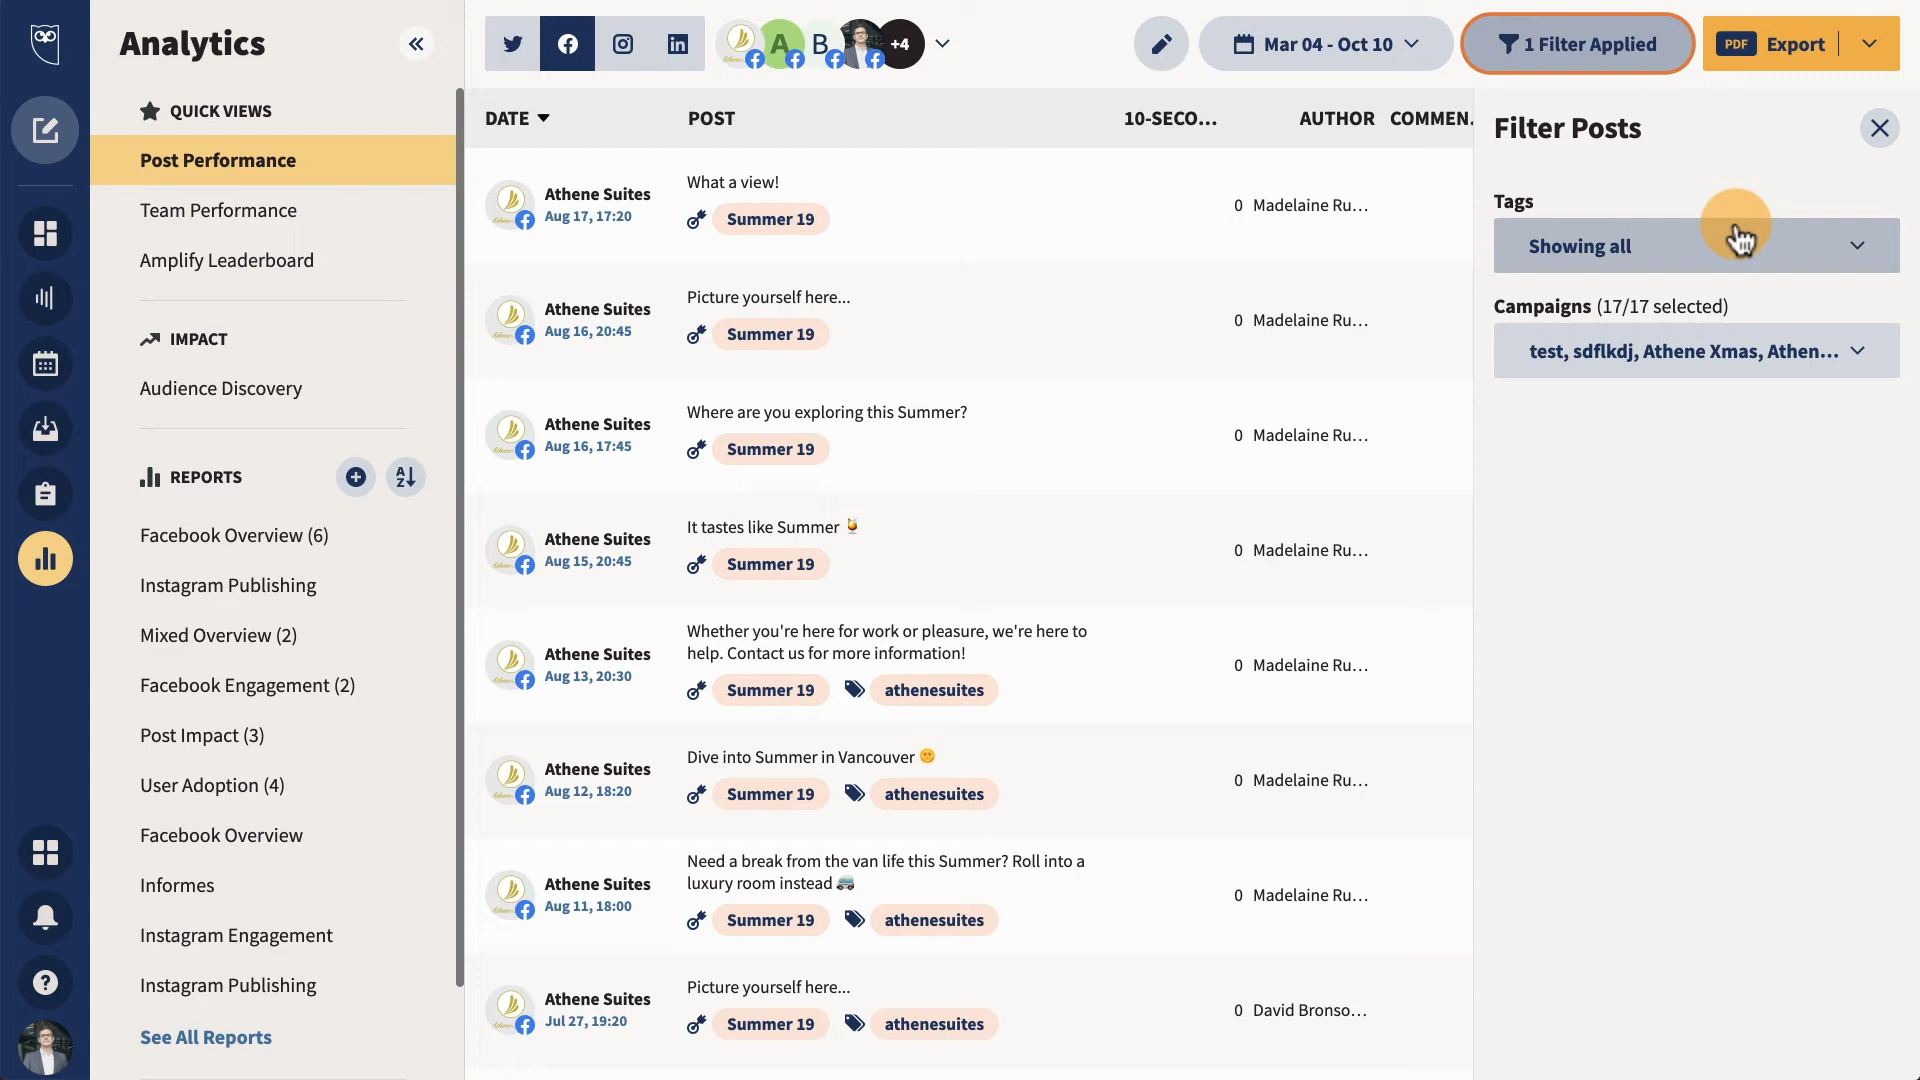 Analytics
QUICK VIEWS
Post Performance
Team Performance
Amplify Leaderboard
IMPACT
Audience Discovery
REPORTS
A
Z
Facebook Overview (6)
Instagram Publishing
Mixed Overview (2)
Facebook Engagement (2)
Post Impact (3)
User Adoption (4)
Facebook Overview
Informes
Instagram Engagement
Instagram Publishing
See All Reports
A
B
+4
Mar 04 - Oct 10
1 Filter Applied
PDF Export
DATE POST 10-SECO... AUTHOR COMMEN.
Athene Suites
Aug 17, 17:20
What a view!
Summer 19
0 Madelaine Ru...
Athene Suites
Aug 16, 20:45
Picture yourself here...
Summer 19
0 Madelaine Ru...
Athene Suites
Aug 16, 17:45
Where are you exploring this Summer?
Summer 19
0 Madelaine Ru...
Athene Suites
Aug 15, 20:45
It tastes like Summer 🍹
Summer 19
0 Madelaine Ru...
Athene Suites
Aug 13, 20:30
Whether you're here for work or pleasure, we're here to
help. Contact us for more information!
Summer 19 athenesuites
0 Madelaine Ru...
Athene Suites
Aug 12, 18:20
Dive into Summer in Vancouver 🌞
Summer 19 athenesuites
0 Madelaine Ru...
Athene Suites
Aug 11, 18:00
Need a break from the van life this Summer? Roll into a
luxury room instead 🚐
Summer 19 athenesuites
0 Madelaine Ru...
Athene Suites
Jul 27, 19:20
Picture yourself here...
Summer 19 athenesuites
0 David Bronso...
Filter Posts
Tags
Showing all
Campaigns (17/17 selected)
test, sdflkdj, Athene Xmas, Athen...